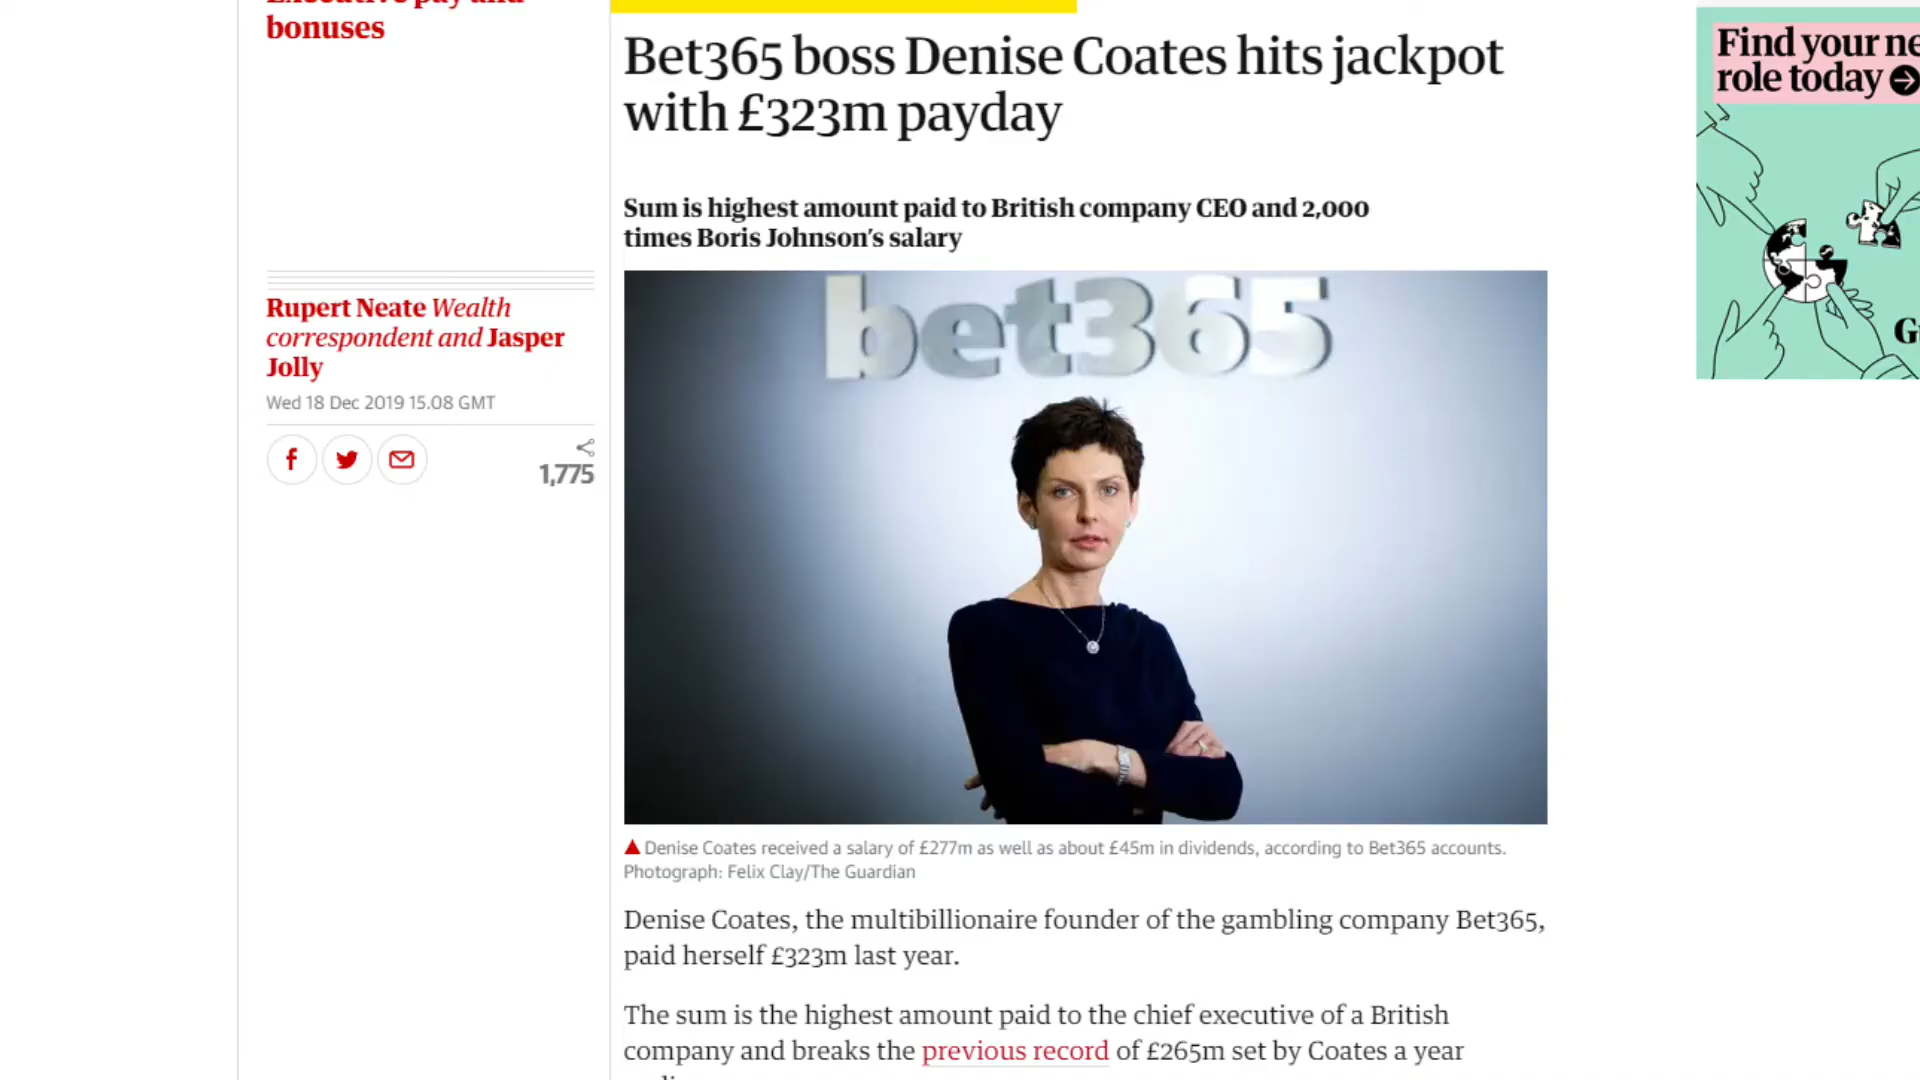 Executive pay and
bonuses
Bet365 boss Denise Coates hits jackpot
with £323m payday
Sum is highest amount paid to British company CEO and 2,000
times Boris Johnson's salary
Rupert Neate Wealth
correspondent and Jasper
Jolly
Wed 18 Dec 2019 15.08 GMT
f
1,775
bet365
▲ Denise Coates received a salary of £277m as well as about £45m in dividends, according to Bet365 accounts.
Photograph: Felix Clay/The Guardian
Denise Coates, the multibillionaire founder of the gambling company Bet365,
paid herself £323m last year.
The sum is the highest amount paid to the chief executive of a British
company and breaks the previous record of £265m set by Coates a year
Find your ne
role today
G